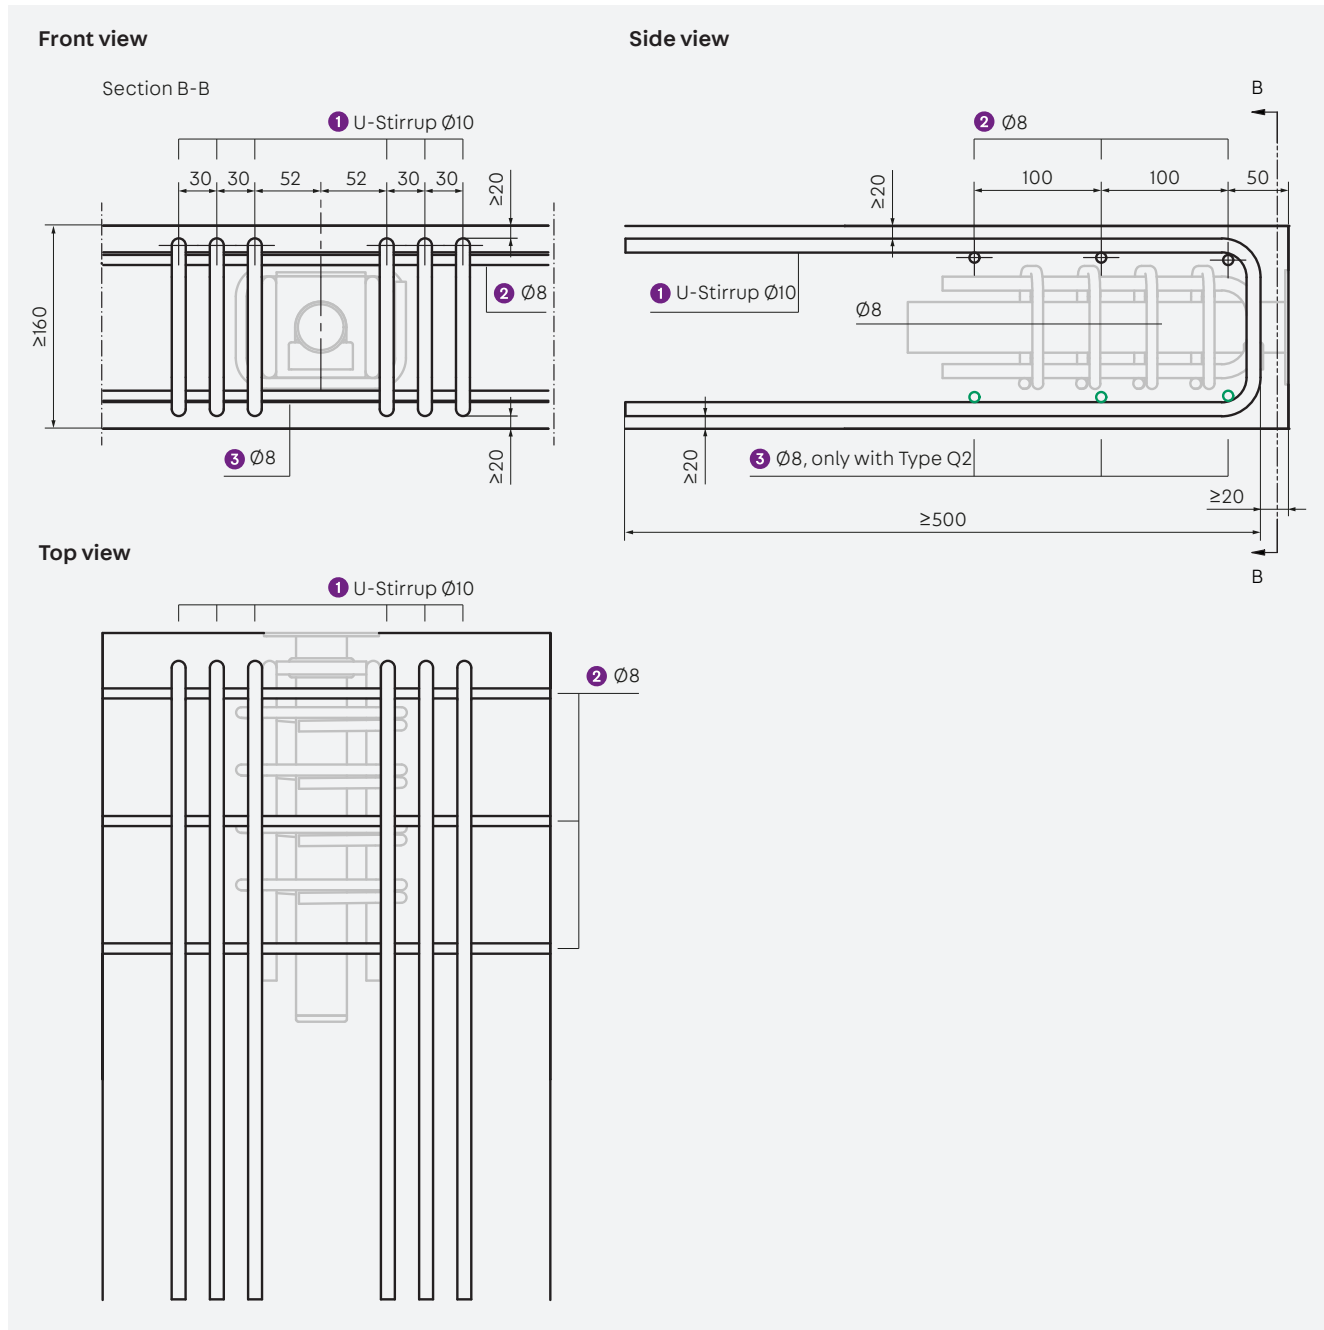 Front view
Section B-B
1 U-Stirrup Ø10
30 30 52 52 30 30
≥20
≥160
2 Ø8
3 Ø8
≥20
Side view
B
2 Ø8
100 100 50
≥20
1 U-Stirrup Ø10
Ø8
3 Ø8, only with Type Q2
≥20
≥20
≥500
B
Top view
1 U-Stirrup Ø10
2 Ø8